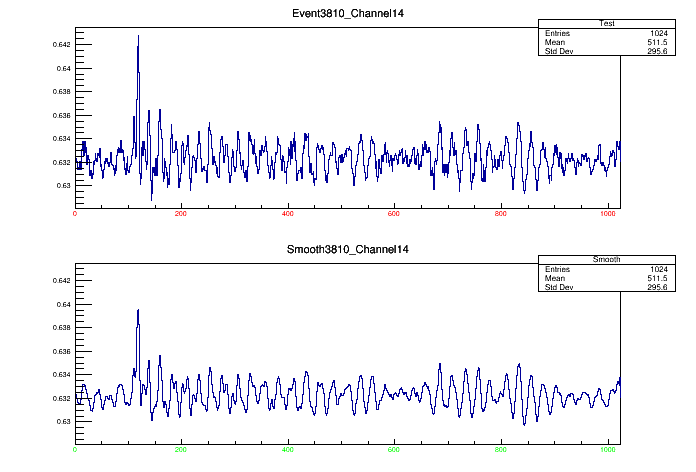 Event3810_Channel14
Test
Entries 1024
Mean 511.5
Std Dev 295.6
0.642
0.64
0.638
0.636
0.634
0.632
0.63
0 200 400 600 800 1000
Smooth3810_Channel14
Smooth
Entries 1024
Mean 511.5
Std Dev 295.6
0.642
0.64
0.638
0.636
0.634
0.632
0.63
0 200 400 600 800 1000